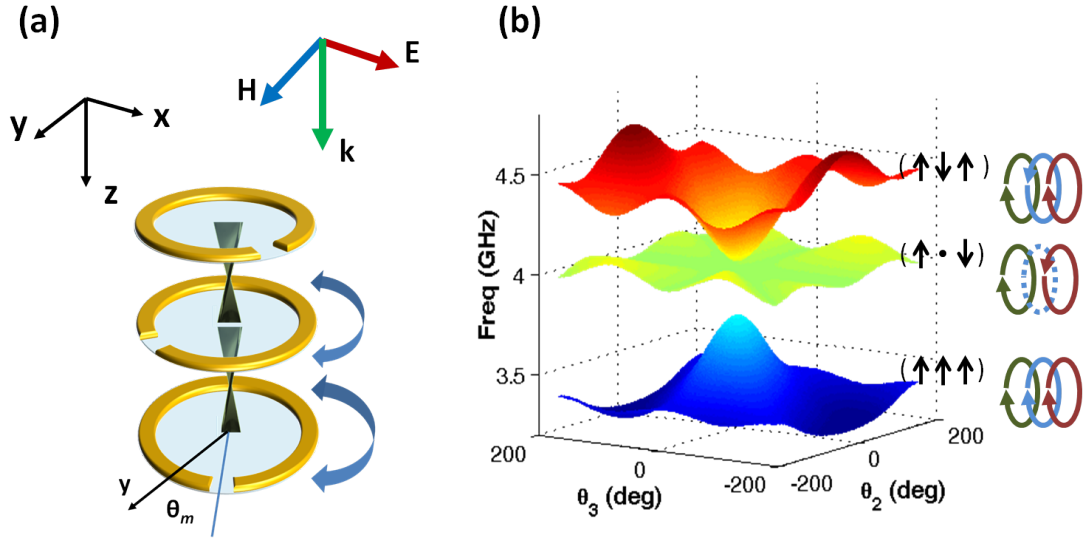 (a)
E
H
k
x
y
z
y
θm
(b)
Freq (GHz)
4.5
4
3.5
(↑↓↑)
(↑·↓)
(↑↑↑)
200
0
-200
θ3 (deg)
-200
0
200
θ2 (deg)